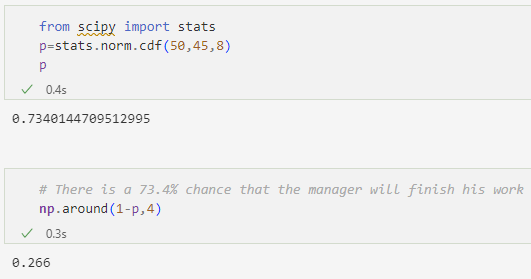 from scipy import stats
p=stats.norm.cdf(50,45,8)
p
0.4s
0.7340144709512995
# There is a 73.4% chance that the manager will finish his work
np.around(1-p,4)
0.3s
0.266